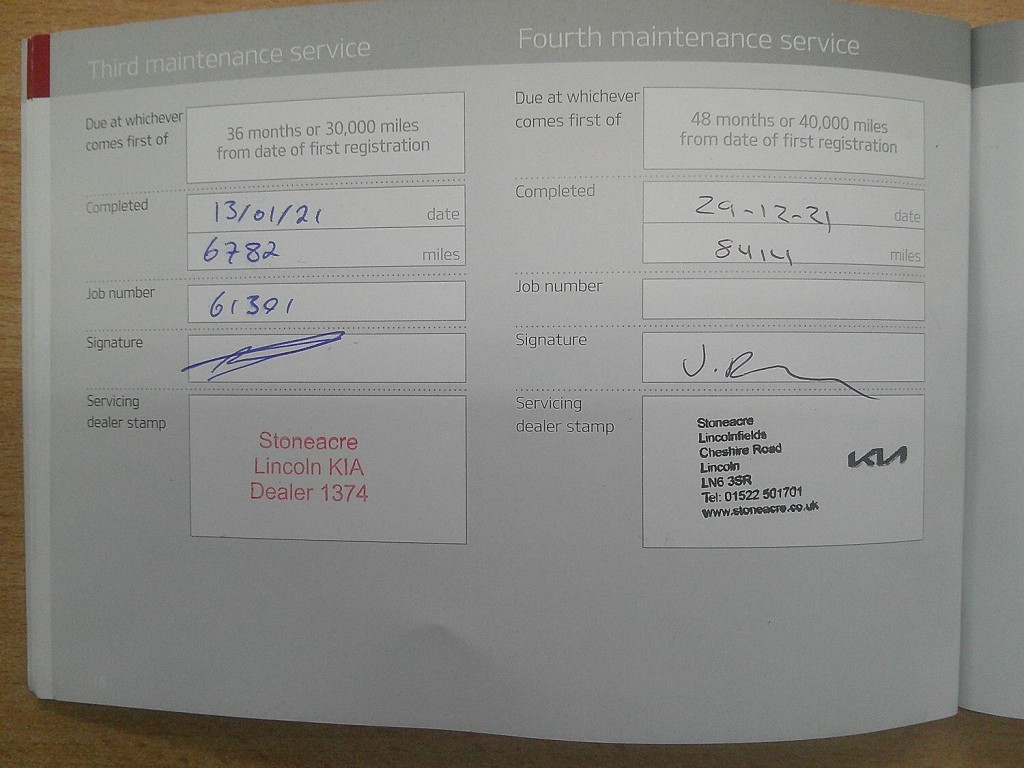 Third maintenance service
Due at whichever
comes first of
36 months or 30,000 miles
from date of first registration
Completed
13/01/21 date
6782 miles
Job number
61391
Signature
Servicing
dealer stamp
Stoneacre
Lincoln KIA
Dealer 1374
Fourth maintenance service
Due at whichever
comes first of
48 months or 40,000 miles
from date of first registration
Completed
29-12-21 date
8414 miles
Job number
Signature
Servicing
dealer stamp
Stoneacre
Lincolnfields
Cheshire Road
Lincoln
LN6 3SR
Tel: 01522 501701
www.stoneacre.co.uk
KIA